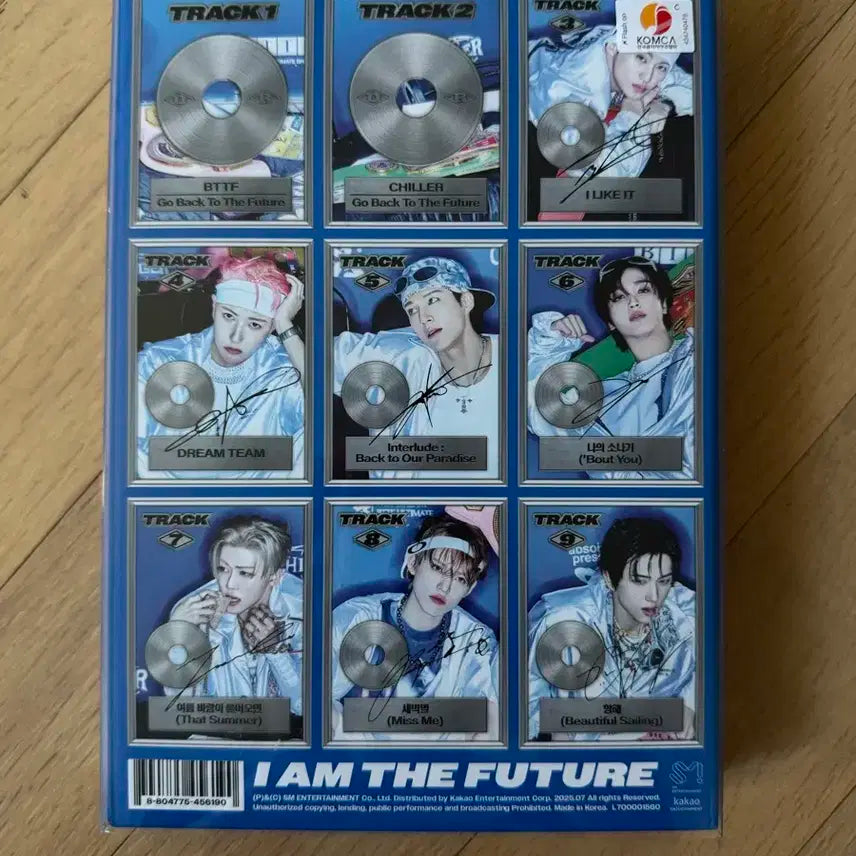 TRACK 1
BTTF
Go Back To The Future
TRACK 2
CHILLER
Go Back To The Future
TRACK 3
I LIKE IT
KOMCA
TRACK
4
DREAM TEAM
TRACK
5
Interlude :
Back to Our Paradise
TRACK
6
나의 소나기
('Bout You)
TRACK
7
여름 바람이 불어오면
(That Summer)
TRACK
8
새벽별
(Miss Me)
TRACK
9
항해
(Beautiful Sailing)
8-804775-456190
I AM THE FUTURE
(P)&(C) SM ENTERTAINMENT Co., Ltd. Distributed by Kakao Entertainment Corp. 2025.07 All rights Reserved.
Unauthorized copying, lending, public performance and broadcasting Prohibited. Made in Korea. L700001560
SM
kakao
ENTERTAINMENT